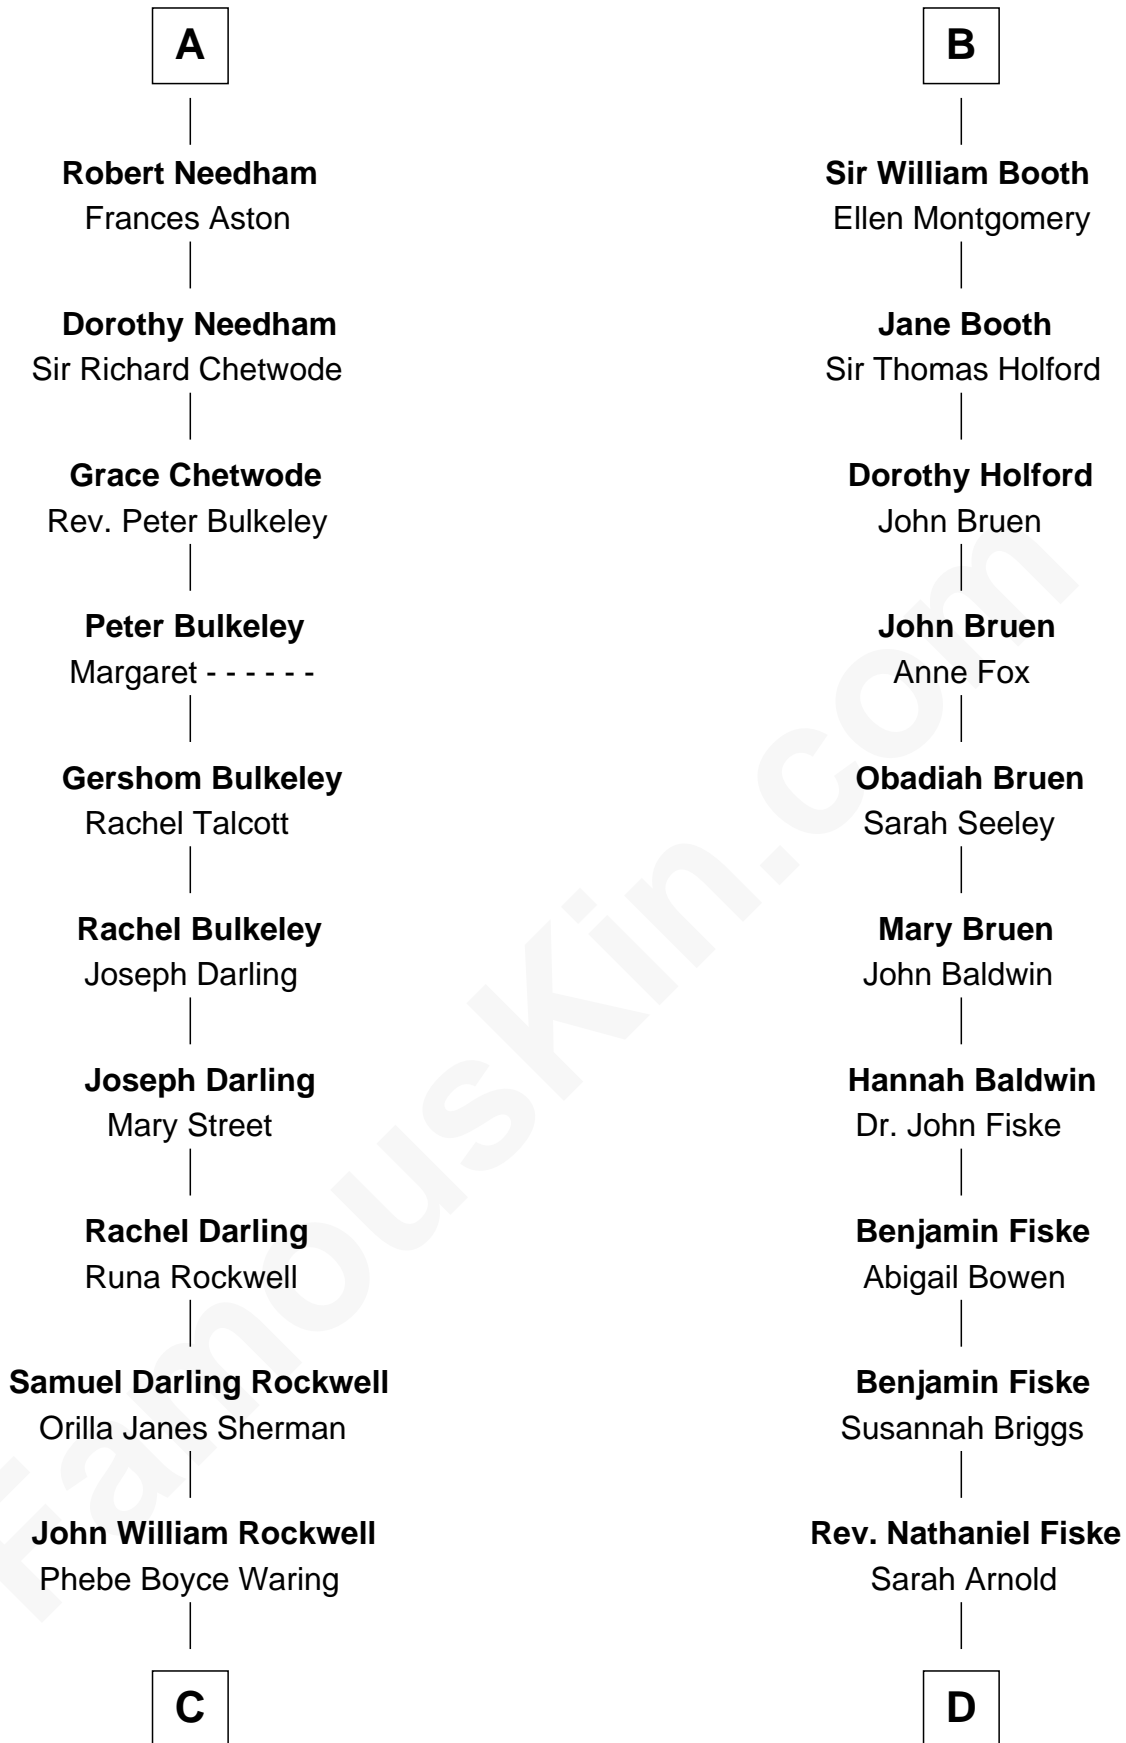 A
Robert Needham
Frances Aston
Dorothy Needham
Sir Richard Chetwode
Grace Chetwode
Rev. Peter Bulkeley
Peter Bulkeley
Margaret - - - - - -
Gershom Bulkeley
Rachel Talcott
Rachel Bulkeley
Joseph Darling
Joseph Darling
Mary Street
Rachel Darling
Runa Rockwell
Samuel Darling Rockwell
Orilla Janes Sherman
John William Rockwell
Phebe Boyce Waring
C
B
Sir William Booth
Ellen Montgomery
Jane Booth
Sir Thomas Holford
Dorothy Holford
John Bruen
John Bruen
Anne Fox
Obadiah Bruen
Sarah Seeley
Mary Bruen
John Baldwin
Hannah Baldwin
Dr. John Fiske
Benjamin Fiske
Abigail Bowen
Benjamin Fiske
Susannah Briggs
Rev. Nathaniel Fiske
Sarah Arnold
D
FamousKin.com